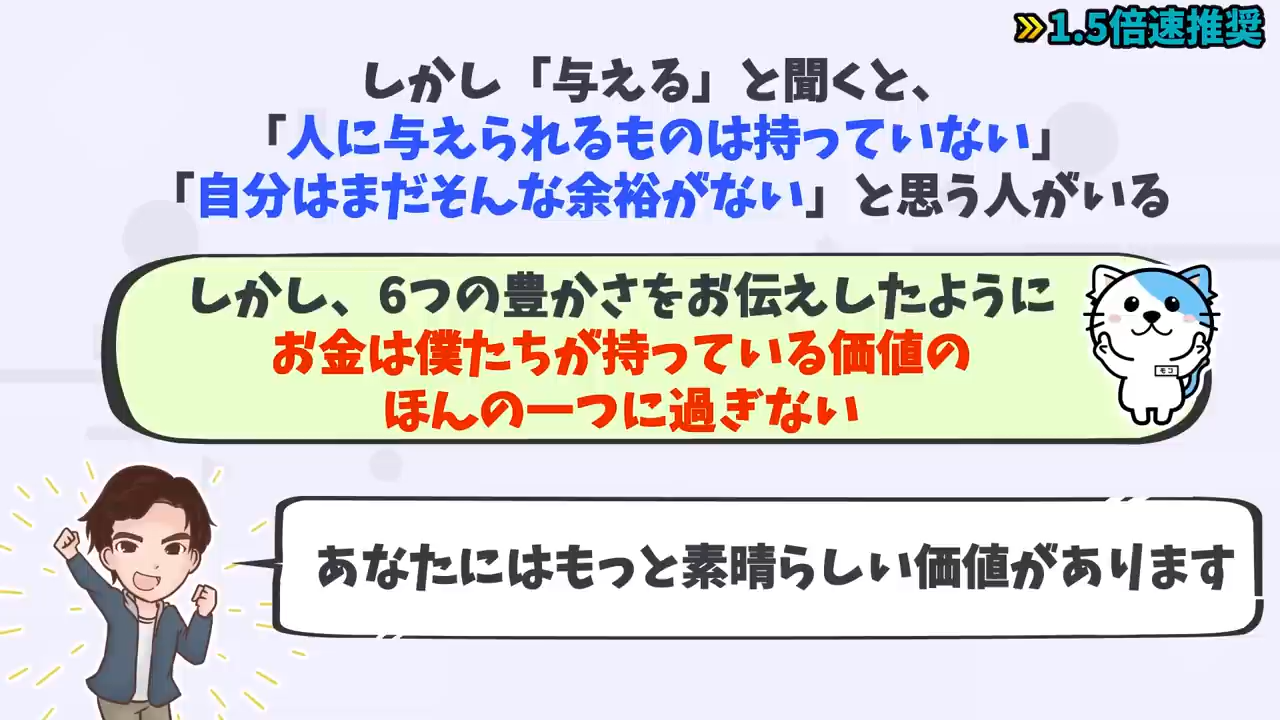 1.5倍速推奨
しかし「与える」と聞くと、
「人に与えられるものは持っていない」
「自分はまだそんな余裕がない」と思う人がいる
しかし、6つの豊かさをお伝えしたように
お金は僕たちが持っている価値の
ほんの一つに過ぎない
モコ
あなたにはもっと素晴らしい価値があります